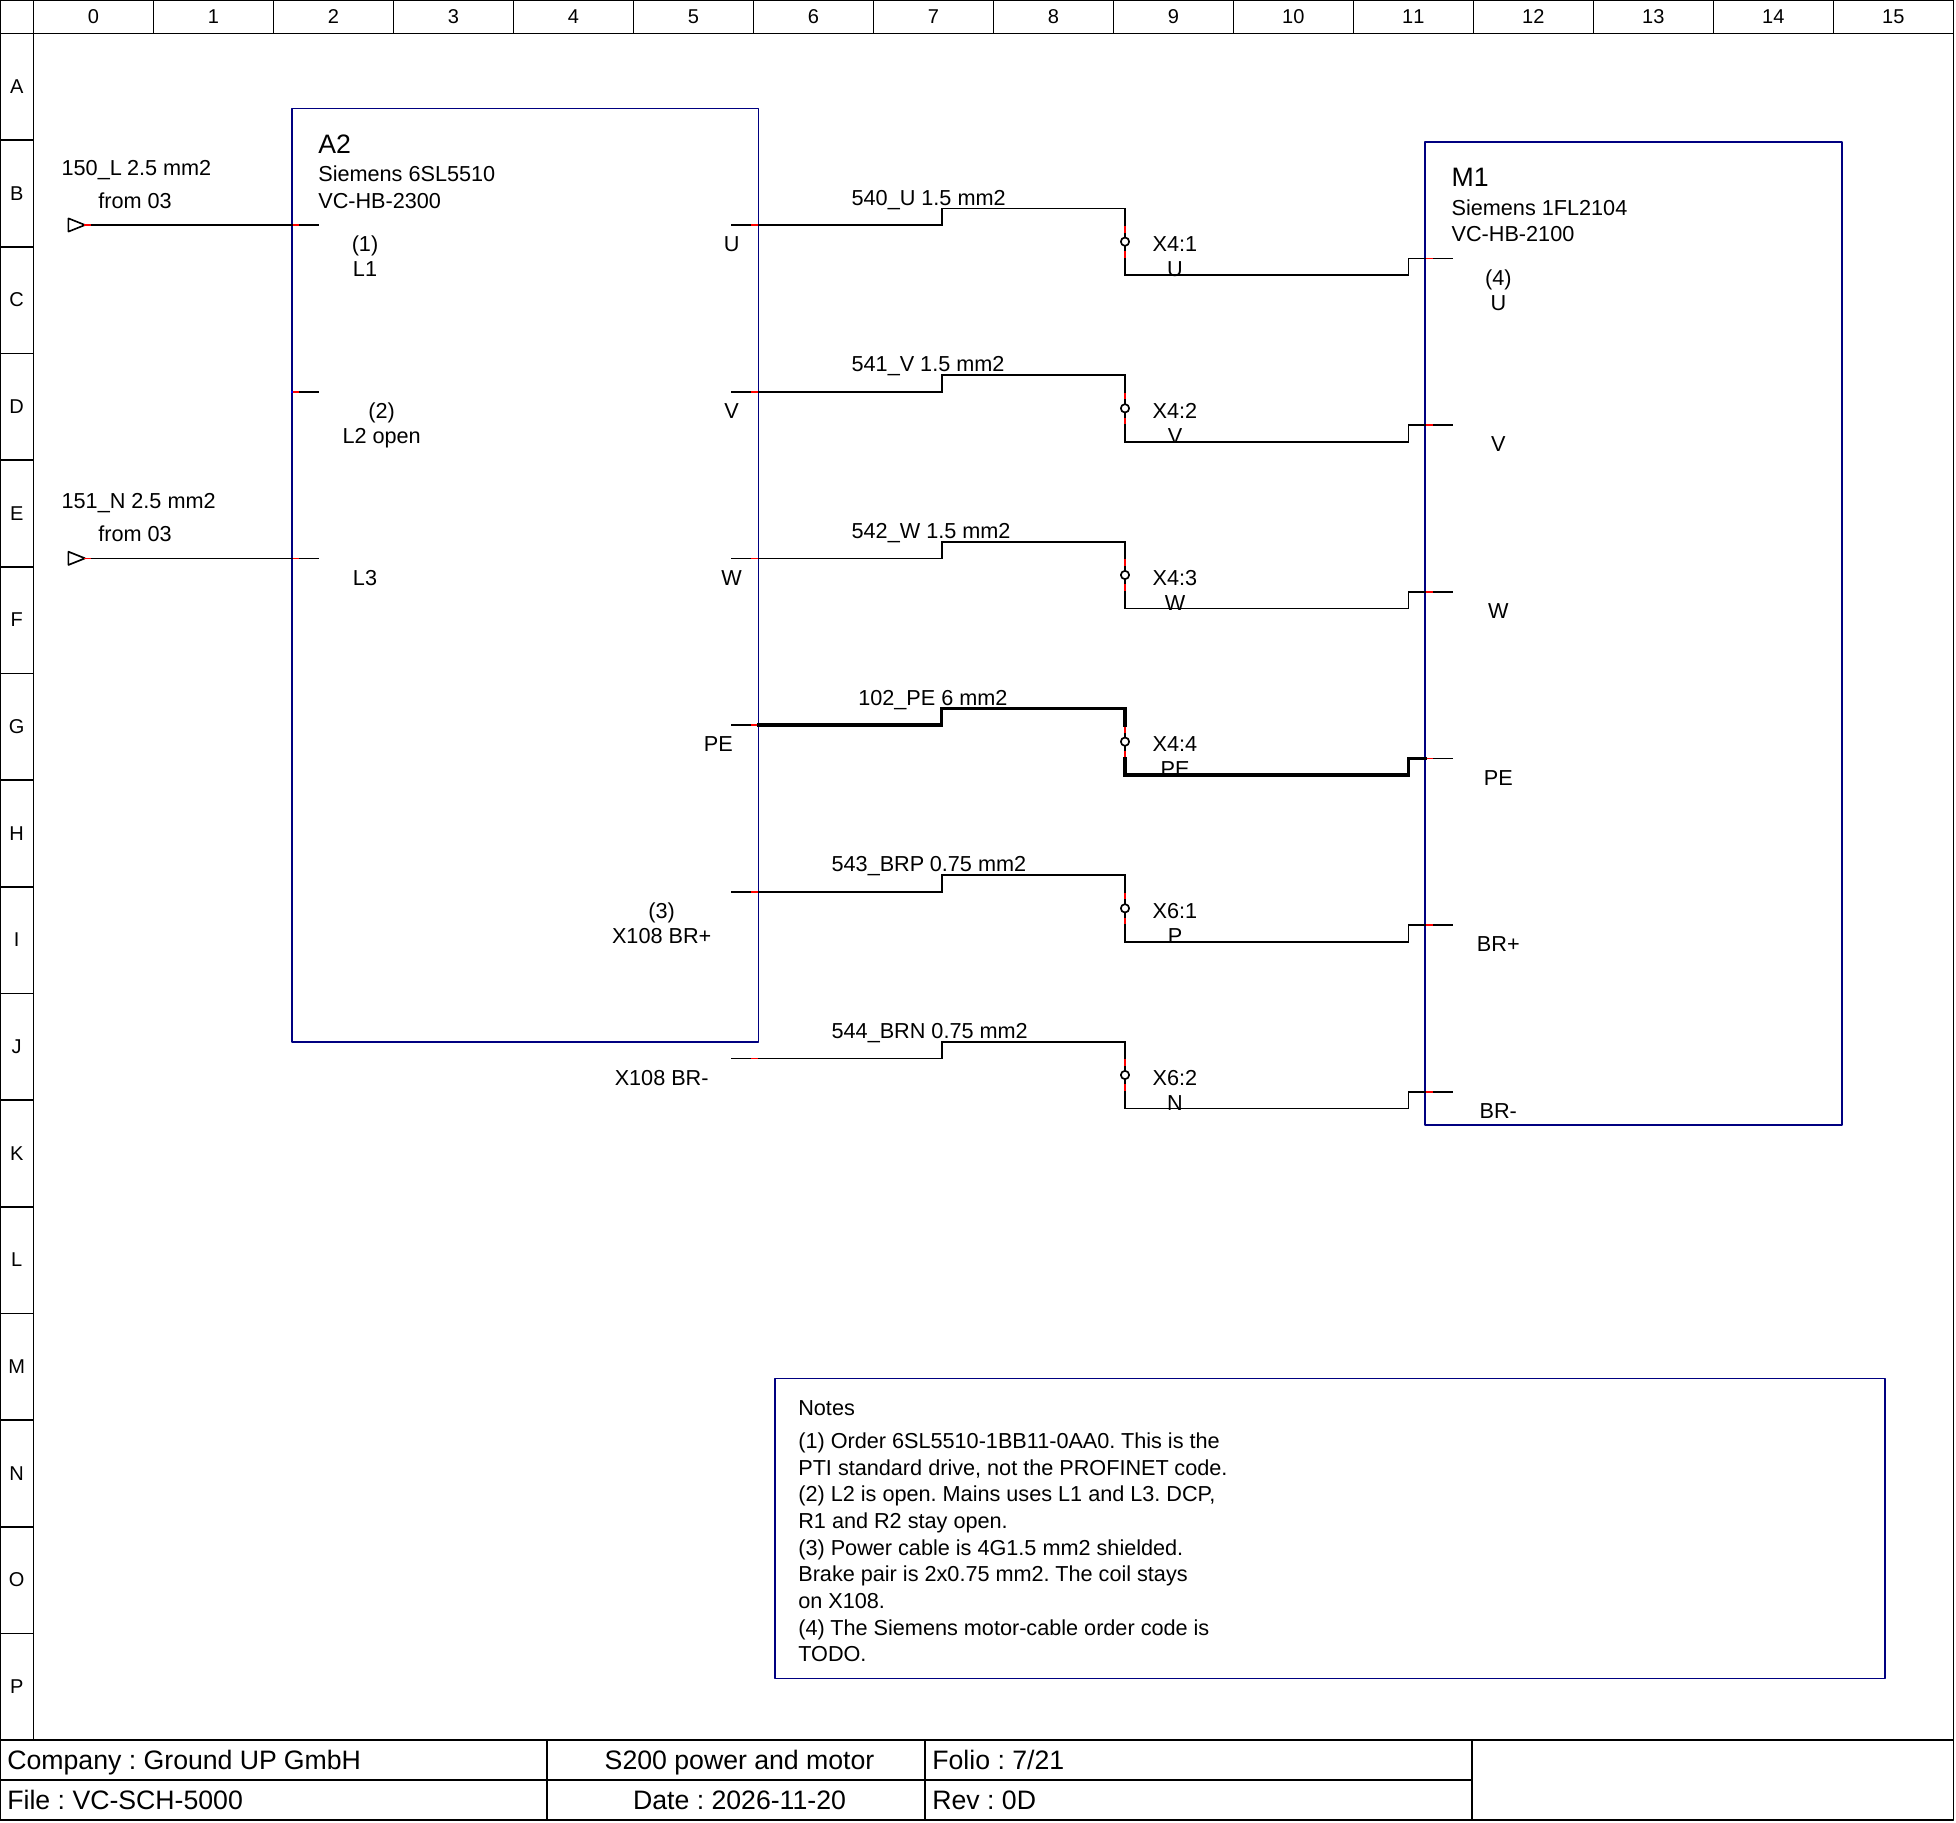 0 1 2 3 4 5 6 7 8 9 10 11 12 13 14 15
A
B
C
D
E
F
G
H
I
J
K
L
M
N
O
P
150_L 2.5 mm2
from 03
A2
Siemens 6SL5510
VC-HB-2300
(1)
L1
U
540_U 1.5 mm2
X4:1
U
M1
Siemens 1FL2104
VC-HB-2100
(4)
U
(2)
L2 open
V
541_V 1.5 mm2
X4:2
V
V
151_N 2.5 mm2
from 03
L3
W
542_W 1.5 mm2
X4:3
W
W
PE
102_PE 6 mm2
X4:4
PE
PE
(3)
X108 BR+
543_BRP 0.75 mm2
X6:1
P
BR+
X108 BR-
544_BRN 0.75 mm2
X6:2
N
BR-
Notes
(1) Order 6SL5510-1BB11-0AA0. This is the
PTI standard drive, not the PROFINET code.
(2) L2 is open. Mains uses L1 and L3. DCP,
R1 and R2 stay open.
(3) Power cable is 4G1.5 mm2 shielded.
Brake pair is 2x0.75 mm2. The coil stays
on X108.
(4) The Siemens motor-cable order code is
TODO.
Company : Ground UP GmbH
S200 power and motor
Folio : 7/21
File : VC-SCH-5000
Date : 2026-11-20
Rev : 0D